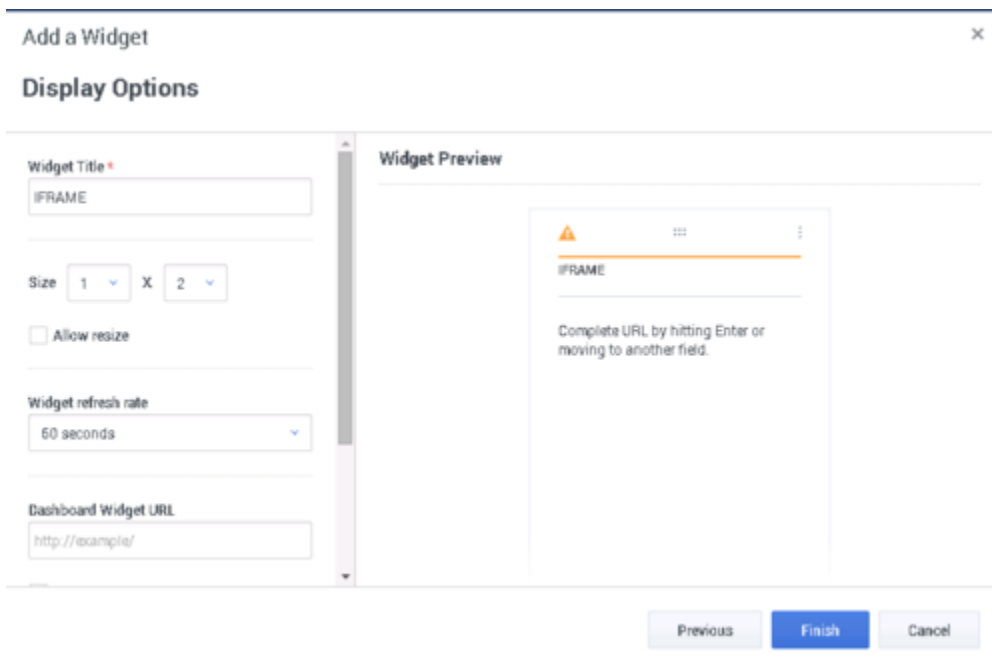 Add a Widget
Display Options
Widget Title *
IFRAME
Size 1 X 2
Allow resize
Widget refresh rate
60 seconds
Dashboard Widget URL
http://example/
Widget Preview
IFRAME
Complete URL by hitting Enter or
moving to another field.
Previous Finish Cancel